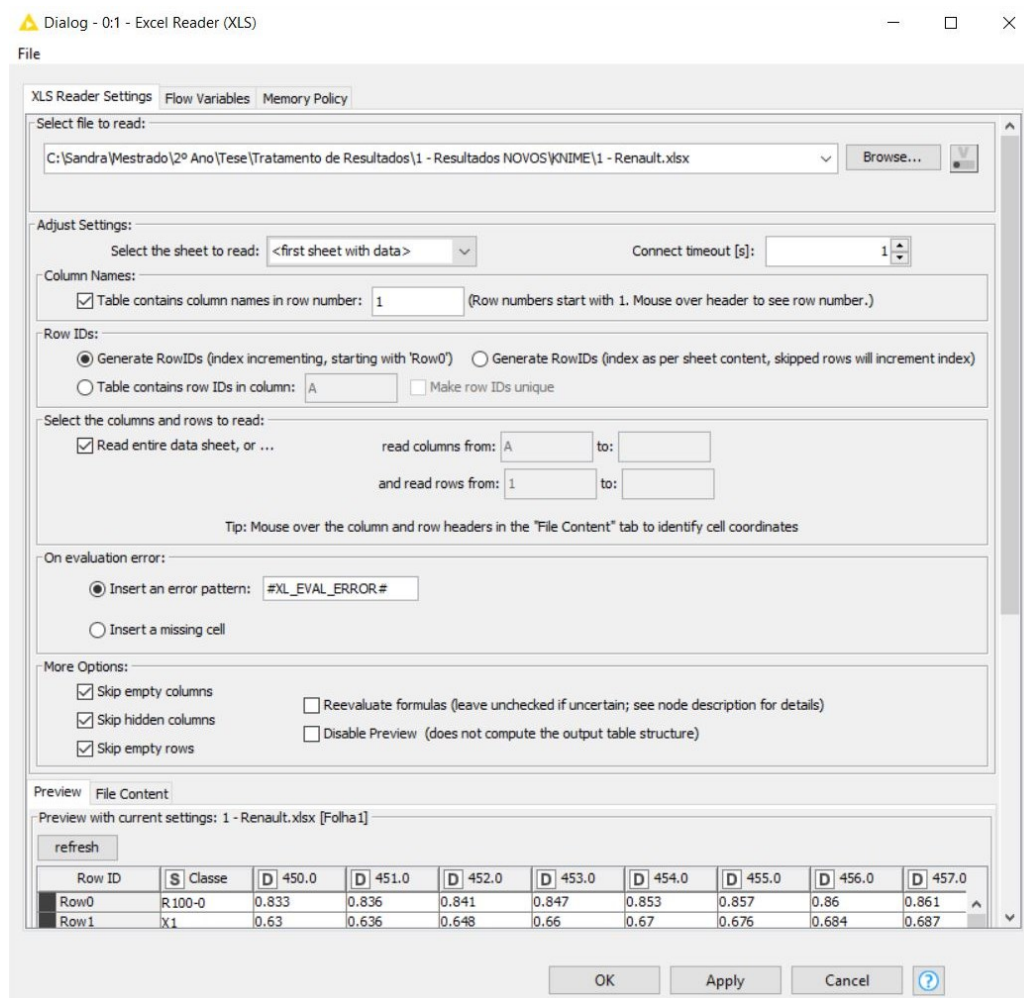 Dialog - 0:1 - Excel Reader (XLS)
File
XLS Reader Settings Flow Variables Memory Policy
Select file to read:
C:\Sandra\Mestrado\2º Ano\Tese\Tratamento de Resultados\1 - Resultados NOVOS\KNIME\1 - Renault.xlsx Browse... V
Adjust Settings:
Select the sheet to read: <first sheet with data> Connect timeout [s]: 1
Column Names:
Table contains column names in row number: 1 (Row numbers start with 1. Mouse over header to see row number.)
Row IDs:
Generate RowIDs (index incrementing, starting with 'Row0') Generate RowIDs (index as per sheet content, skipped rows will increment index)
Table contains row IDs in column: A Make row IDs unique
Select the columns and rows to read:
Read entire data sheet, or ... read columns from: A to:
and read rows from: 1 to:
Tip: Mouse over the column and row headers in the "File Content" tab to identify cell coordinates
On evaluation error:
Insert an error pattern: #XL_EVAL_ERROR#
Insert a missing cell
More Options:
Skip empty columns
Reevaluate formulas (leave unchecked if uncertain; see node description for details)
Skip hidden columns
Disable Preview (does not compute the output table structure)
Skip empty rows
Preview File Content
Preview with current settings: 1 - Renault.xlsx [Folha1]
refresh
Row ID S Classe D 450.0 D 451.0 D 452.0 D 453.0 D 454.0 D 455.0 D 456.0 D 457.0
Row0 R100-0 0.833 0.836 0.841 0.847 0.853 0.857 0.86 0.861
Row1 X1 0.63 0.636 0.648 0.66 0.67 0.676 0.684 0.687
OK Apply Cancel ?